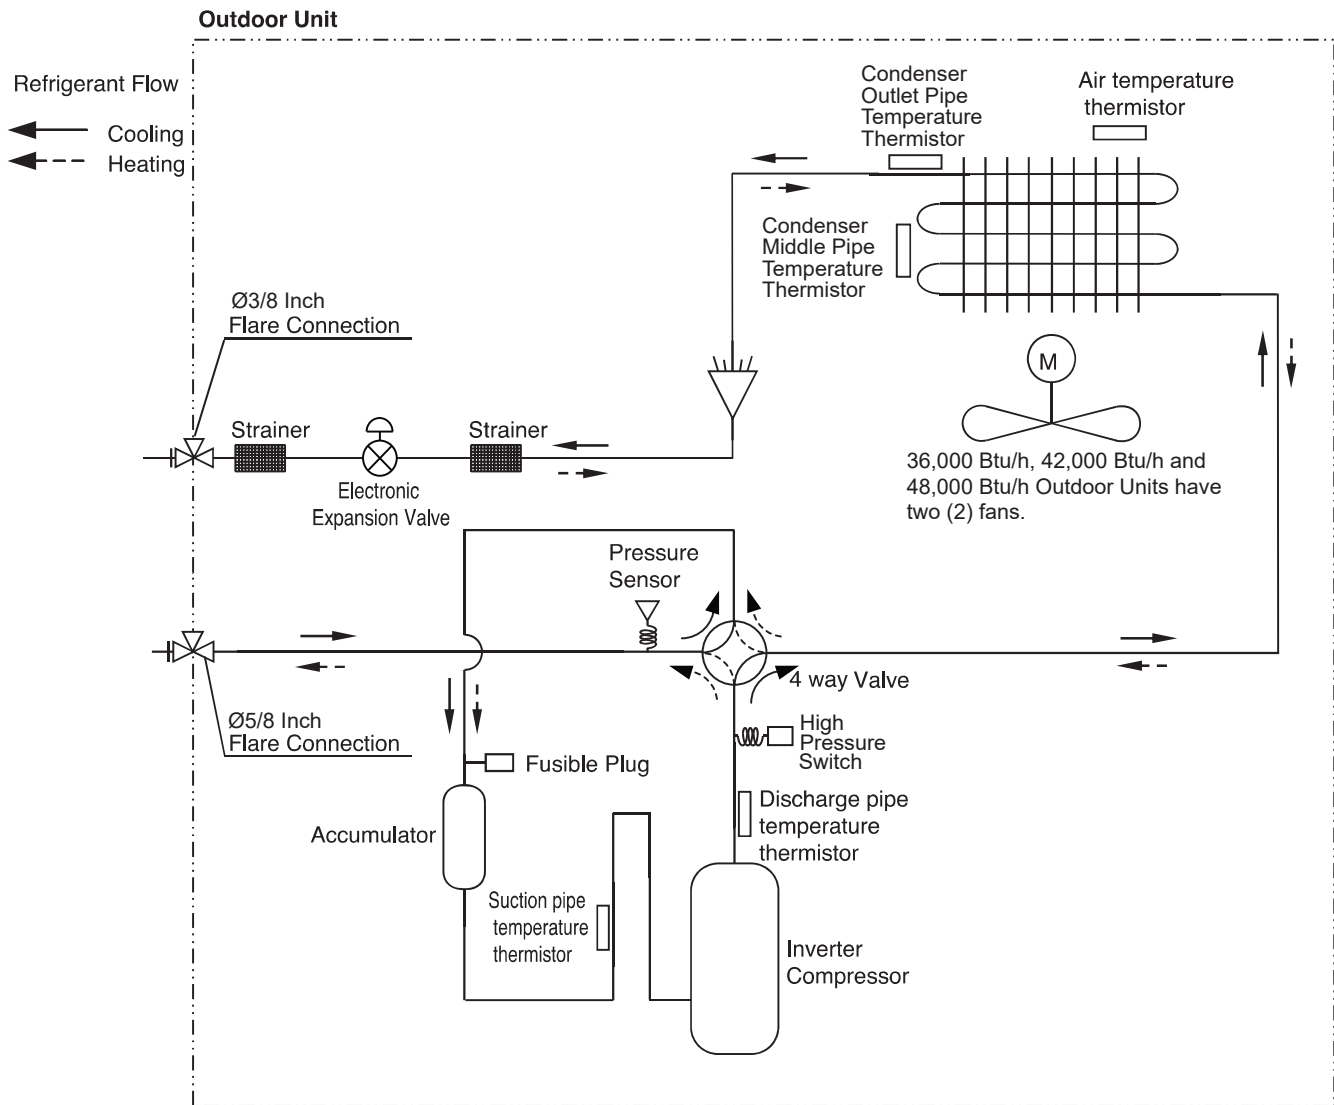 Outdoor Unit
Refrigerant Flow
Cooling
Heating
Condenser
Outlet Pipe
Temperature
Thermistor
Air temperature
thermistor
Condenser
Middle Pipe
Temperature
Thermistor
Ø3/8 Inch
Flare Connection
M
Strainer
Strainer
Electronic
Expansion Valve
36,000 Btu/h, 42,000 Btu/h and
48,000 Btu/h Outdoor Units have
two (2) fans.
Pressure
Sensor
4 way Valve
Ø5/8 Inch
Flare Connection
High
Pressure
Switch
Fusible Plug
Accumulator
Discharge pipe
temperature
thermistor
Suction pipe
temperature
thermistor
Inverter
Compressor